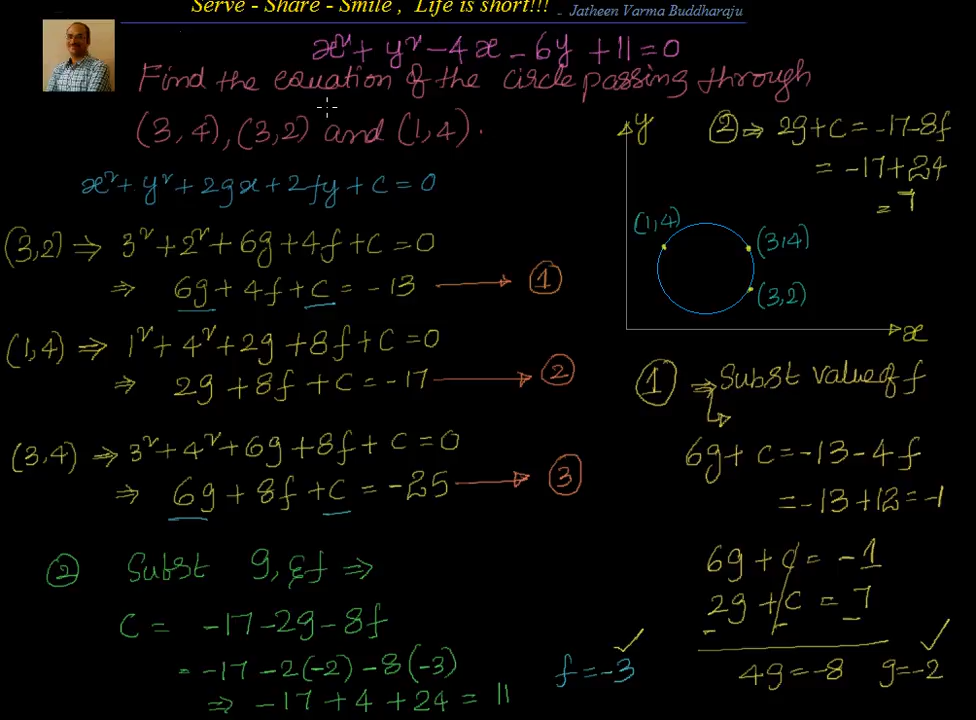 Serve - Share - Smile , Life is short!!! - Jatheen Varma Buddharaju
x² + y² - 4x - 6y + 11 = 0
Find the equation of the circle passing through
(3, 4), (3, 2) and (1, 4).
x² + y² + 2gx + 2fy + c = 0
(3,2) ⇒ 3² + 2² + 6g + 4f + c = 0
⇒ 6g + 4f + c = -13 → ①
(1,4) ⇒ 1² + 4² + 2g + 8f + c = 0
⇒ 2g + 8f + c = -17 → ②
(3,4) ⇒ 3² + 4² + 6g + 8f + c = 0
⇒ 6g + 8f + c = -25 → ③
② Subst g, & f ⇒
c = -17 - 2g - 8f
= -17 - 2(-2) - 8(-3)
⇒ -17 + 4 + 24 = 11
f = -3 ✓
y
(1,4)
(3,4)
(3,2)
x
② ⇒ 2g + c = -17 - 8f
= -17 + 24
= 7
① ⇒ Subst value of f
6g + c = -13 - 4f
= -13 + 12 = -1
6g + c = -1
2g + c = 7
- - -
4g = -8 g = -2 ✓